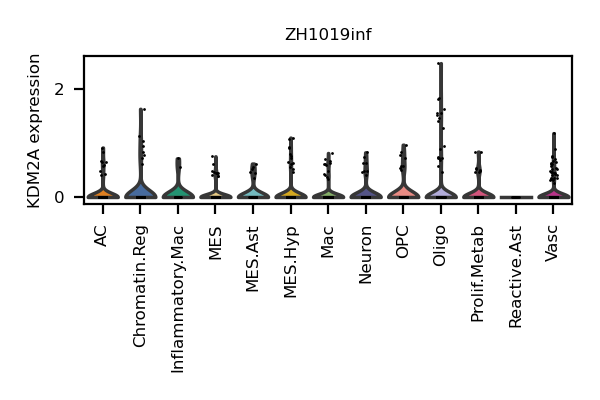 ZH1019inf
KDM2A expression
2
0
AC
Chromatin.Reg
Inflammatory.Mac
MES
MES.Ast
MES.Hyp
Mac
Neuron
OPC
Oligo
Prolif.Metab
Reactive.Ast
Vasc